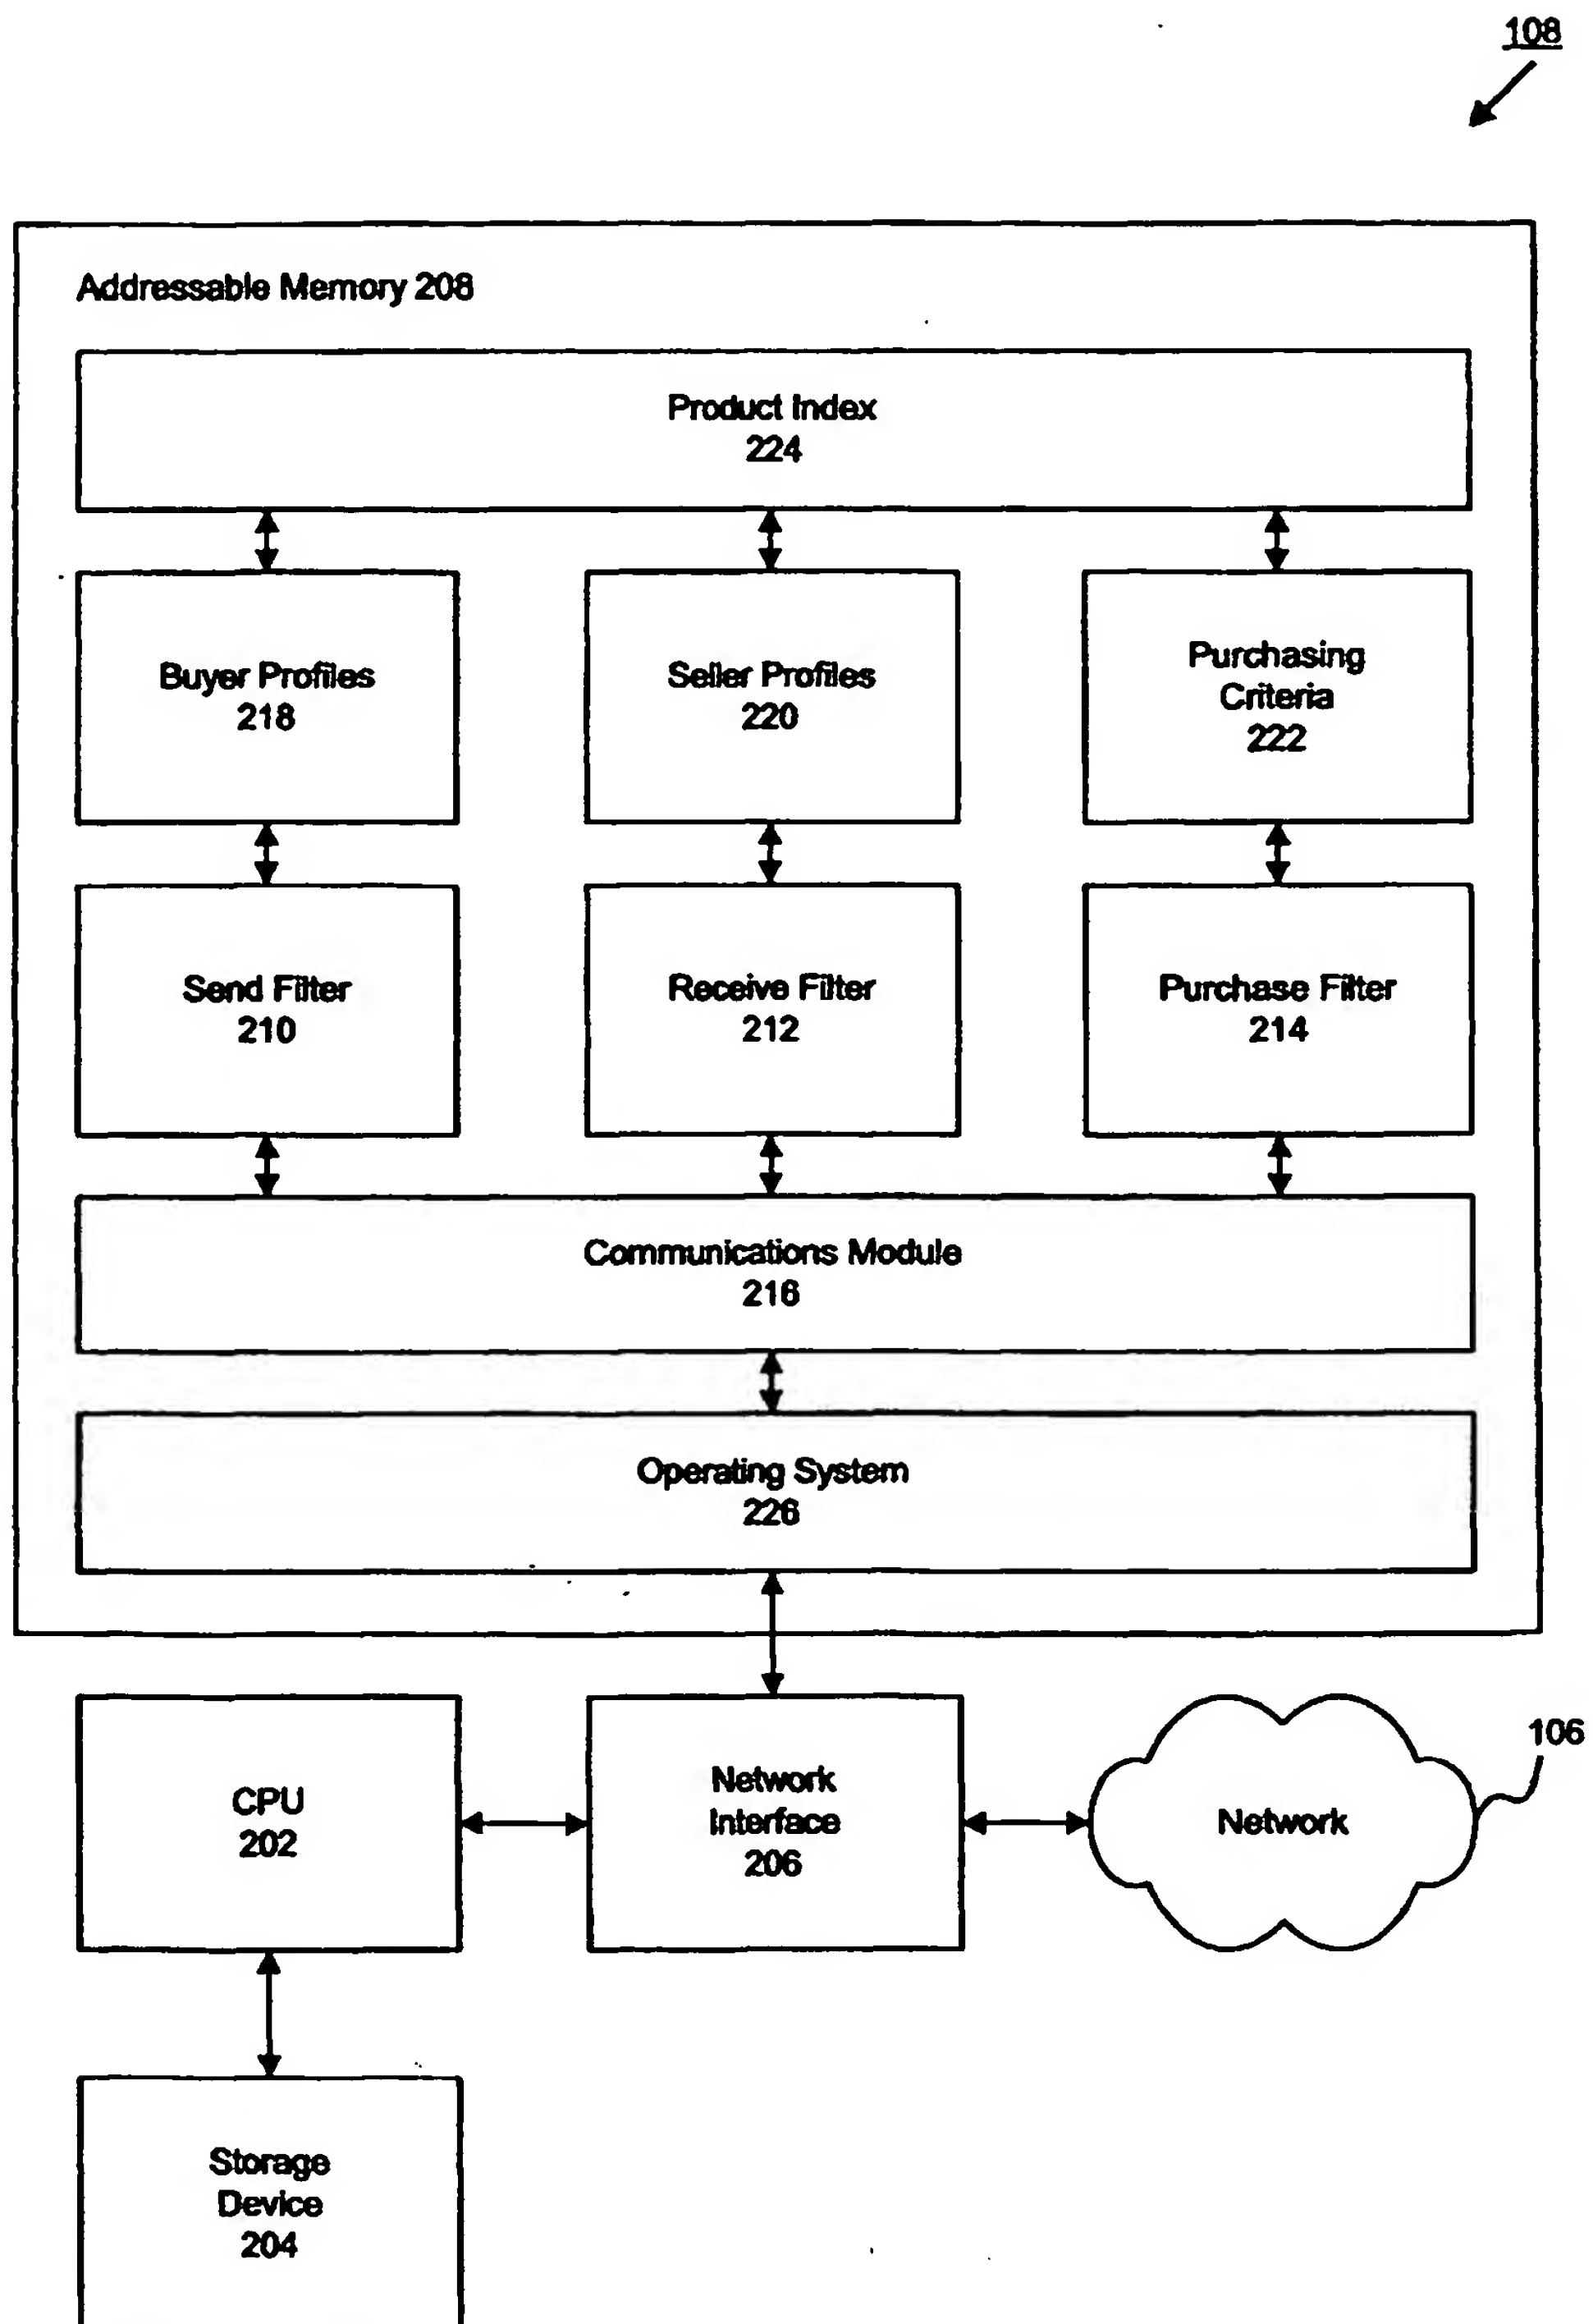 108
Addressable Memory 208
Product Index
224
Buyer Profiles
218
Seller Profiles
220
Purchasing
Criteria
222
Send Filter
210
Receive Filter
212
Purchase Filter
214
Communications Module
216
Operating System
226
CPU
202
Network
Interface
206
Network
106
Storage
Device
204